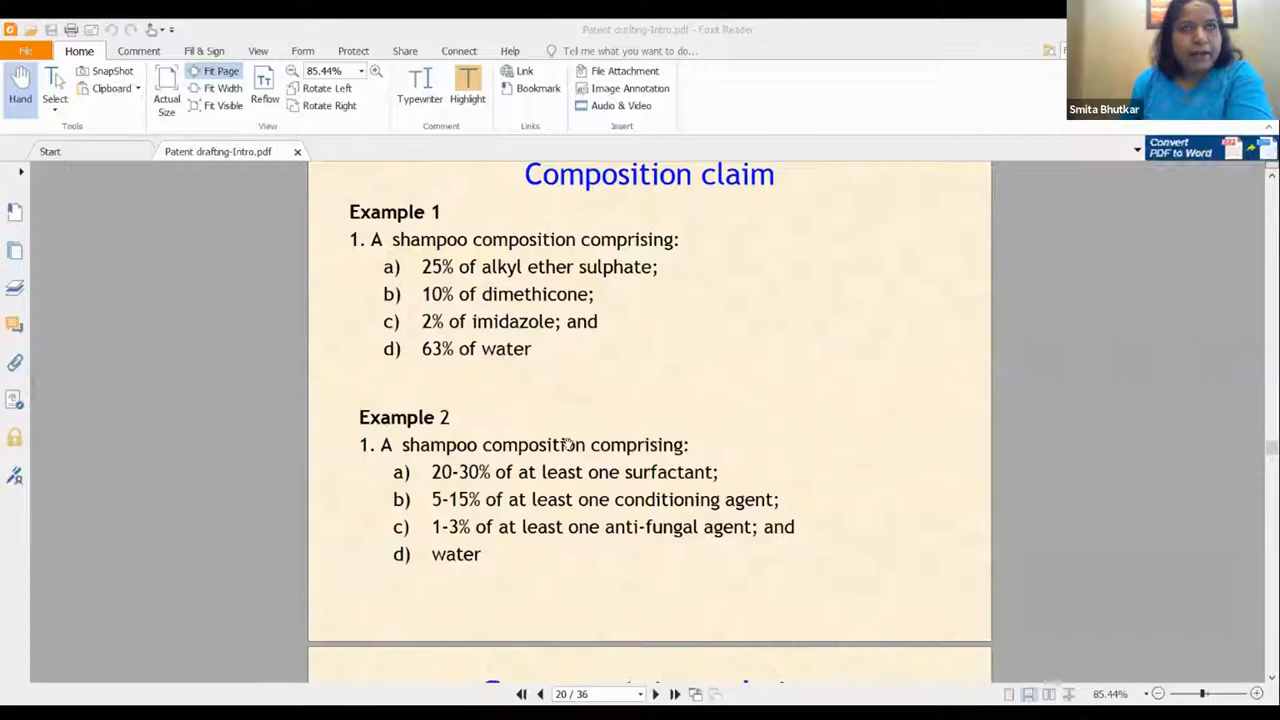 Patent drafting-Intro.pdf - Foxit Reader
File Home Comment Fill & Sign View Form Protect Share Connect Help Tell me what you want to do...
Hand
Select
SnapShot
Clipboard
Tools
Actual Size
Fit Page
Fit Width
Fit Visible
Reflow
85.44%
Rotate Left
Rotate Right
View
Typewriter
Highlight
Comment
Link
Bookmark
Links
File Attachment
Image Annotation
Audio & Video
Insert
Smita Bhutkar
Start
Patent drafting-Intro.pdf
Convert
PDF to Word
Composition claim
Example 1
1. A shampoo composition comprising:
a) 25% of alkyl ether sulphate;
b) 10% of dimethicone;
c) 2% of imidazole; and
d) 63% of water
Example 2
1. A shampoo composition comprising:
a) 20-30% of at least one surfactant;
b) 5-15% of at least one conditioning agent;
c) 1-3% of at least one anti-fungal agent; and
d) water
20 / 36
85.44%